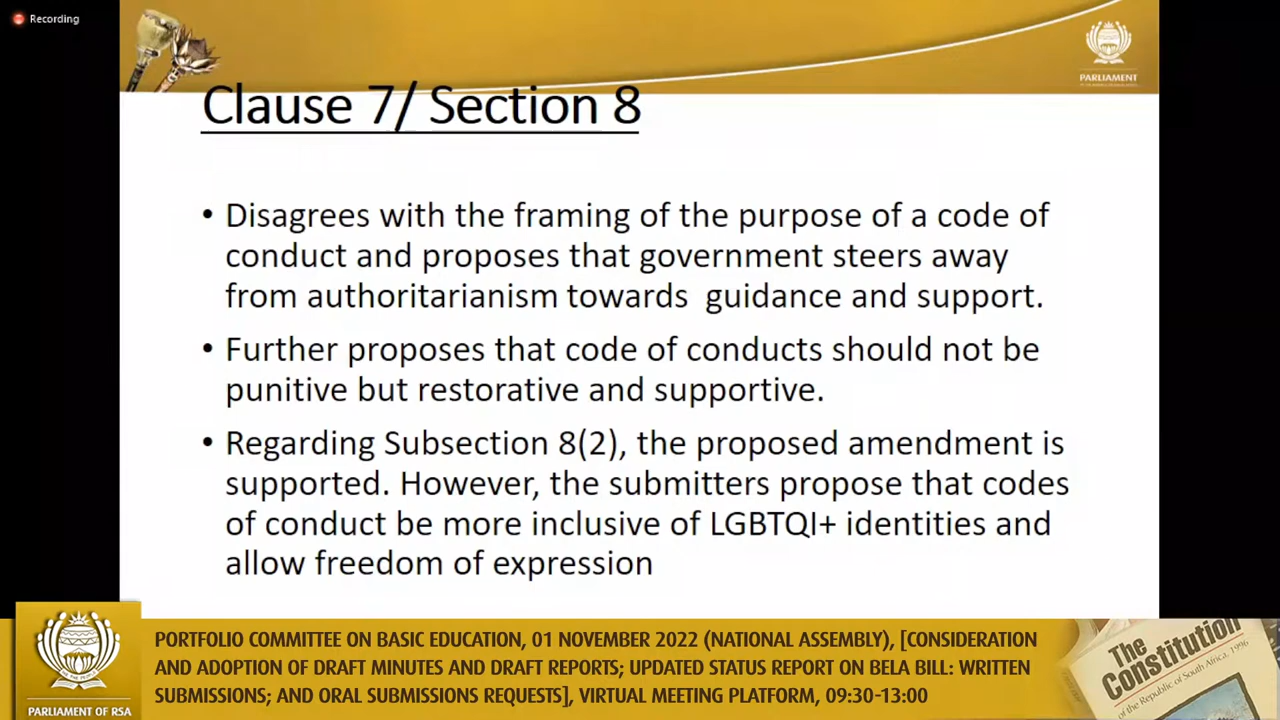 Recording
PARLIAMENT
Clause 7/ Section 8
• Disagrees with the framing of the purpose of a code of
conduct and proposes that government steers away
from authoritarianism towards  guidance and support.
• Further proposes that code of conducts should not be
punitive but restorative and supportive.
• Regarding Subsection 8(2), the proposed amendment is
supported. However, the submitters propose that codes
of conduct be more inclusive of LGBTQI+ identities and
allow freedom of expression
PARLIAMENT OF RSA
PORTFOLIO COMMITTEE ON BASIC EDUCATION, 01 NOVEMBER 2022 (NATIONAL ASSEMBLY), [CONSIDERATION
AND ADOPTION OF DRAFT MINUTES AND DRAFT REPORTS; UPDATED STATUS REPORT ON BELA BILL: WRITTEN
SUBMISSIONS; AND ORAL SUBMISSIONS REQUESTS], VIRTUAL MEETING PLATFORM, 09:30-13:00
The
Constitution
of the Republic of South Africa, 1996